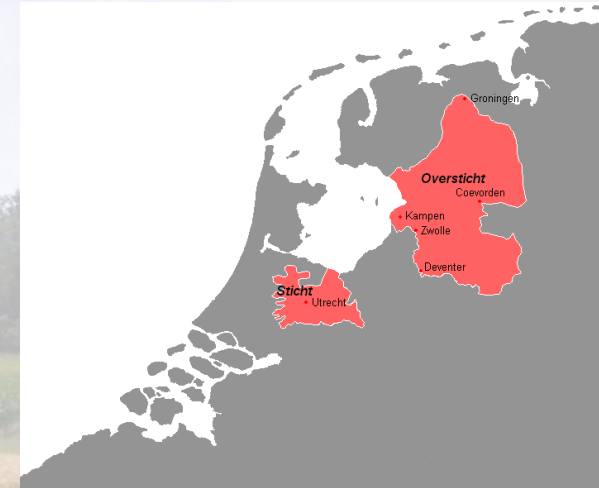 Groningen
Oversticht
Coevorden
Kampen
Zwolle
Deventer
Sticht
Utrecht